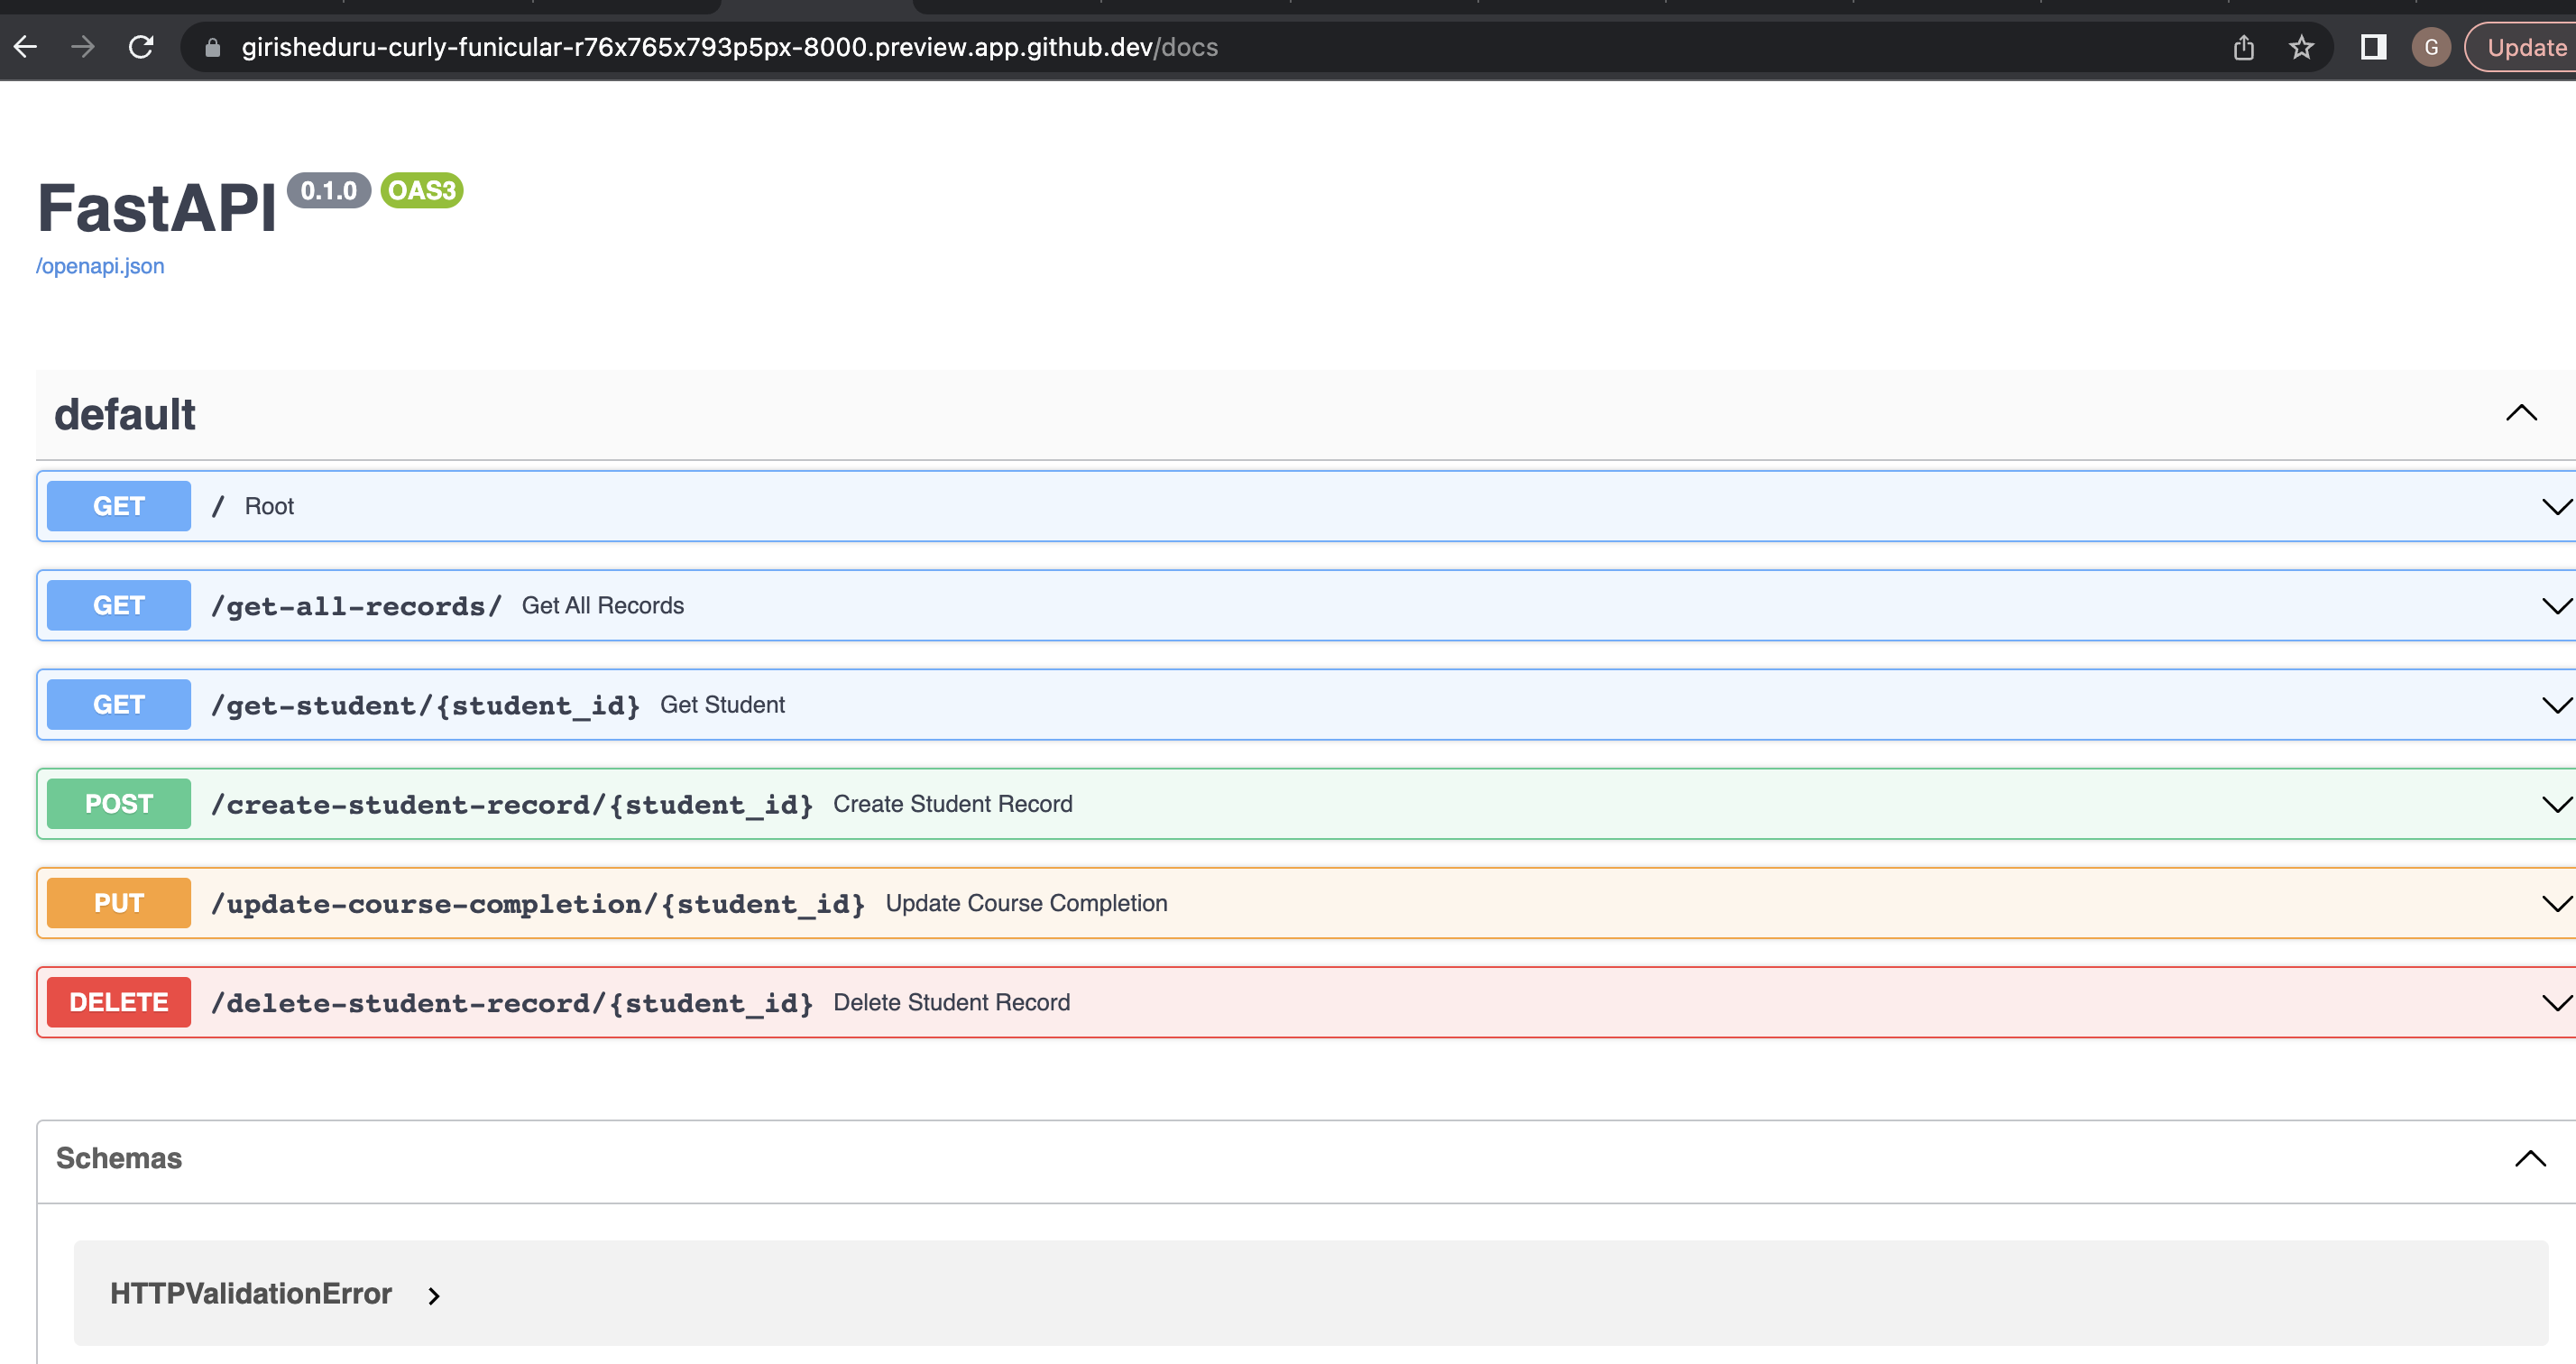 girisheduru-curly-funicular-r76x765x793p5px-8000.preview.app.github.dev/docs
G
Update
FastAPI 0.1.0 OAS3
/openapi.json
default
GET / Root
GET /get-all-records/ Get All Records
GET /get-student/{student_id} Get Student
POST /create-student-record/{student_id} Create Student Record
PUT /update-course-completion/{student_id} Update Course Completion
DELETE /delete-student-record/{student_id} Delete Student Record
Schemas
HTTPValidationError